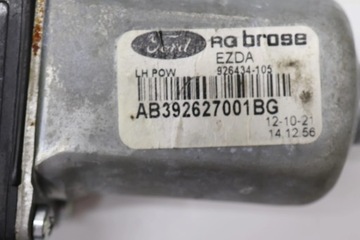 Ford RG brose
EZDA
LH POW 926434-105
AB392627001BG
12-10-21
14.12.56